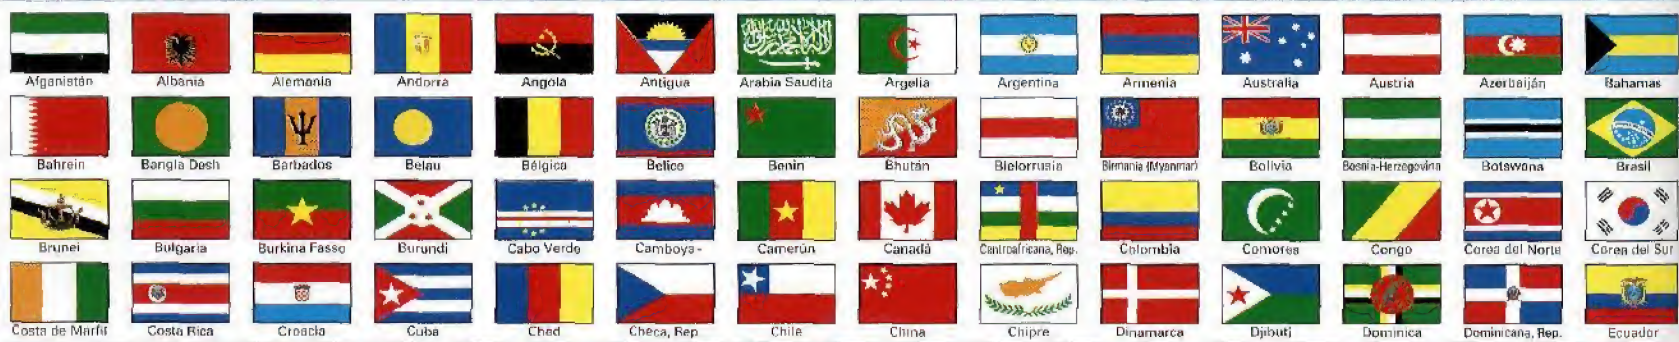 Afganistán Albania Alemania Andorra Angola Antigua Arabia Saudita Argelia Argentina Armenia Australia Austria Azerbaiján Bahamas
Bahrein Bangla Desh Barbados Belau Bélgica Belice Benin Bhután Bielorrusia Birmania (Myanmar) Bolivia Bosnia-Herzegovina Botswana Brasil
Brunei Bulgaria Burkina Fasso Burundi Cabo Verde Camboya Camerún Canadá Centroafricana, Rep. Colombia Comores Congo Corea del Norte Corea del Sur
Costa de Marfil Costa Rica Croacia Cuba Chad Checa, Rep Chile China Chipre Dinamarca Djibuti Dominica Dominicana, Rep. Ecuador